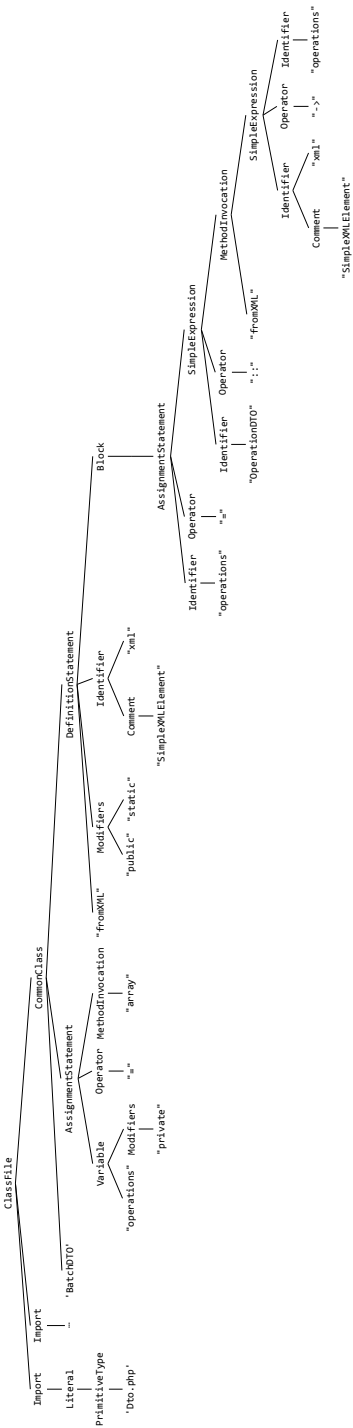 ClassFile
Import Import CommonClass
Literal … 'BatchDTO' AssignmentStatement DefinitionStatement
PrimitiveType Variable Operator MethodInvocation "fromXML" Modifiers Identifier Block
'Dto.php' "operations" Modifiers "=" "array" "public" "static" Comment "xml"
"private" "SimpleXMLElement" AssignmentStatement
Identifier Operator SimpleExpression
"operations" "=" Identifier Operator MethodInvocation
"OperationDTO" "::" "fromXML" SimpleExpression
Identifier Operator Identifier
Comment "xml" "->" "operations"
"SimpleXMLElement"